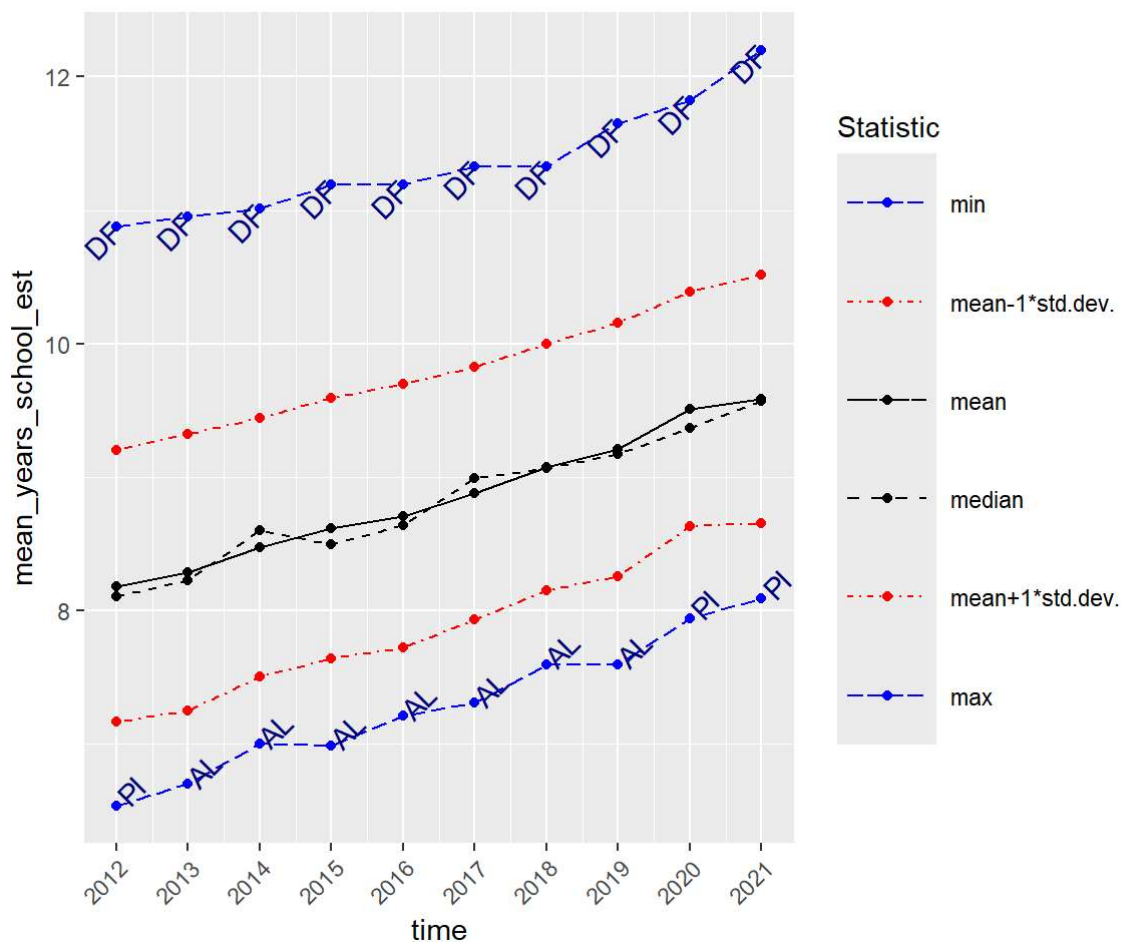 mean_years_school_est
12
10
8
DF DF DF DF DF DF DF DF DF DF
PI AL AL AL AL AL AL AL PI PI
2012 2013 2014 2015 2016 2017 2018 2019 2020 2021
time
Statistic
min
mean-1*std.dev.
mean
median
mean+1*std.dev.
max